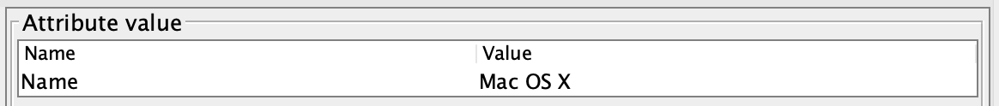 Attribute value
Name Value
Name Mac OS X